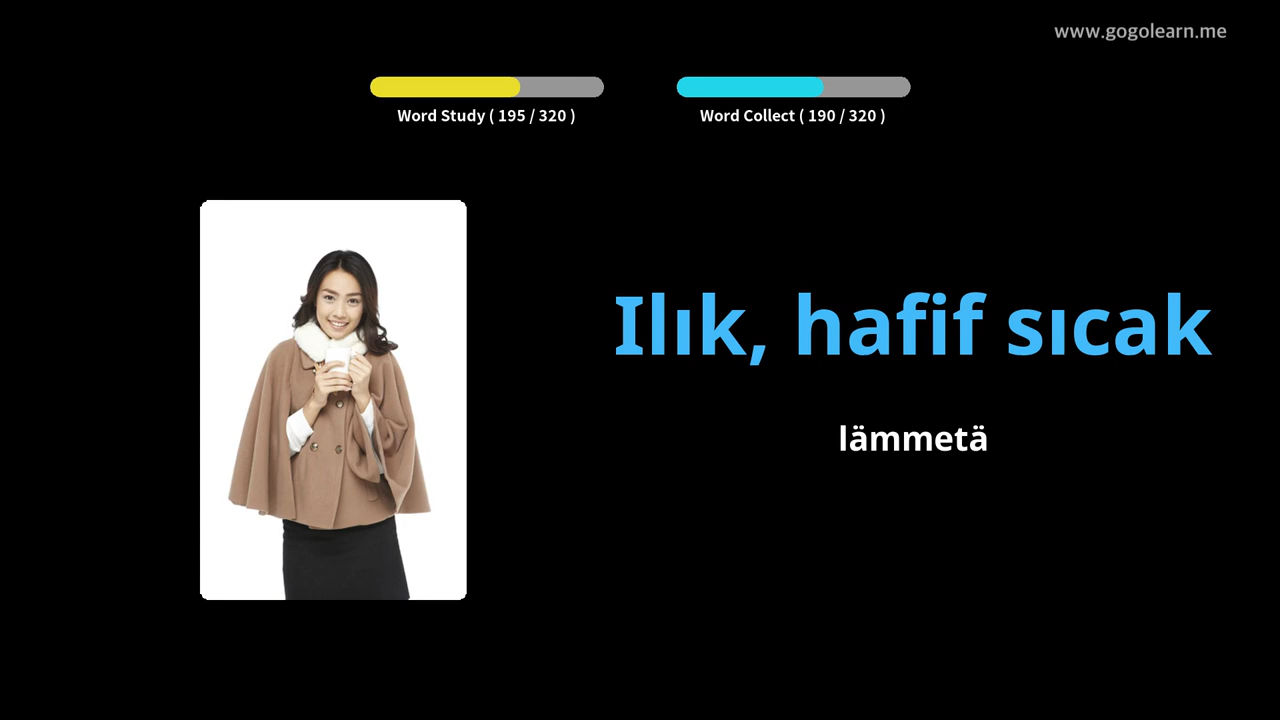 www.gogolearn.me
Word Study ( 195 / 320 )
Word Collect ( 190 / 320 )
Ilık, hafif sıcak
lämmetä